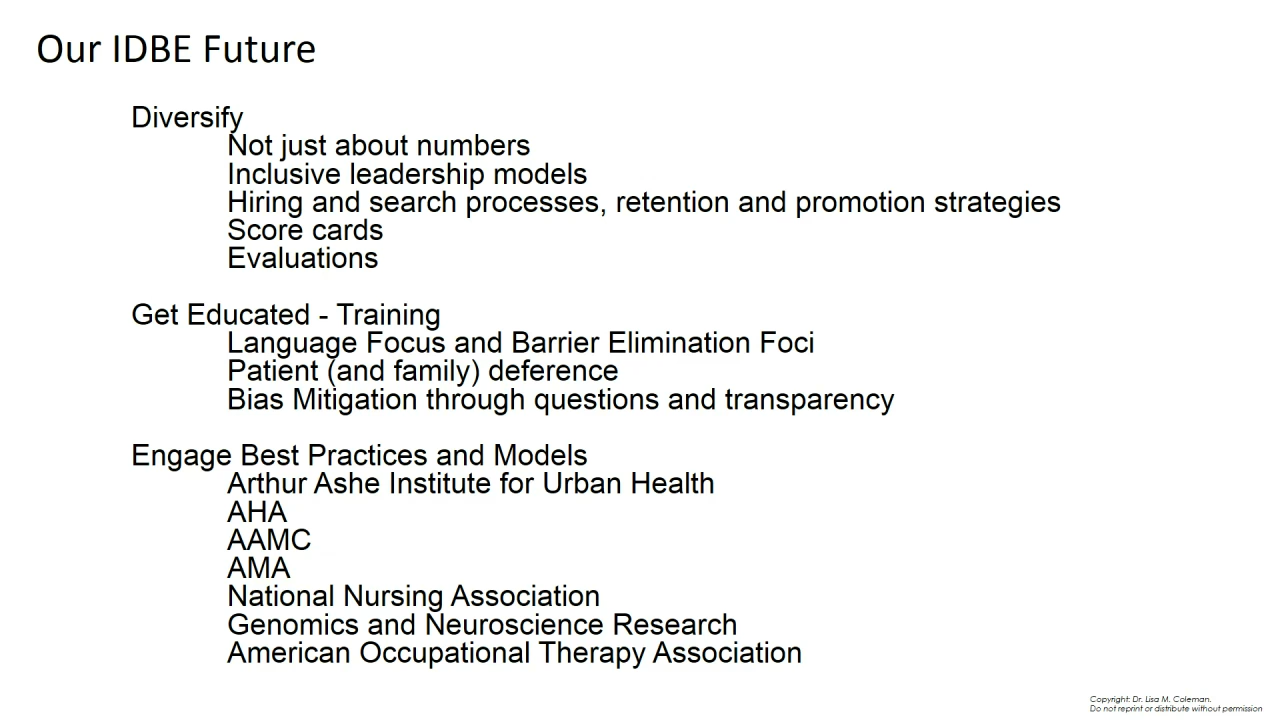 Our IDBE Future
Diversify
Not just about numbers
Inclusive leadership models
Hiring and search processes, retention and promotion strategies
Score cards
Evaluations
Get Educated - Training
Language Focus and Barrier Elimination Foci
Patient (and family) deference
Bias Mitigation through questions and transparency
Engage Best Practices and Models
Arthur Ashe Institute for Urban Health
AHA
AAMC
AMA
National Nursing Association
Genomics and Neuroscience Research
American Occupational Therapy Association
Copyright: Dr. Lisa M. Coleman.
Do not reprint or distribute without permission